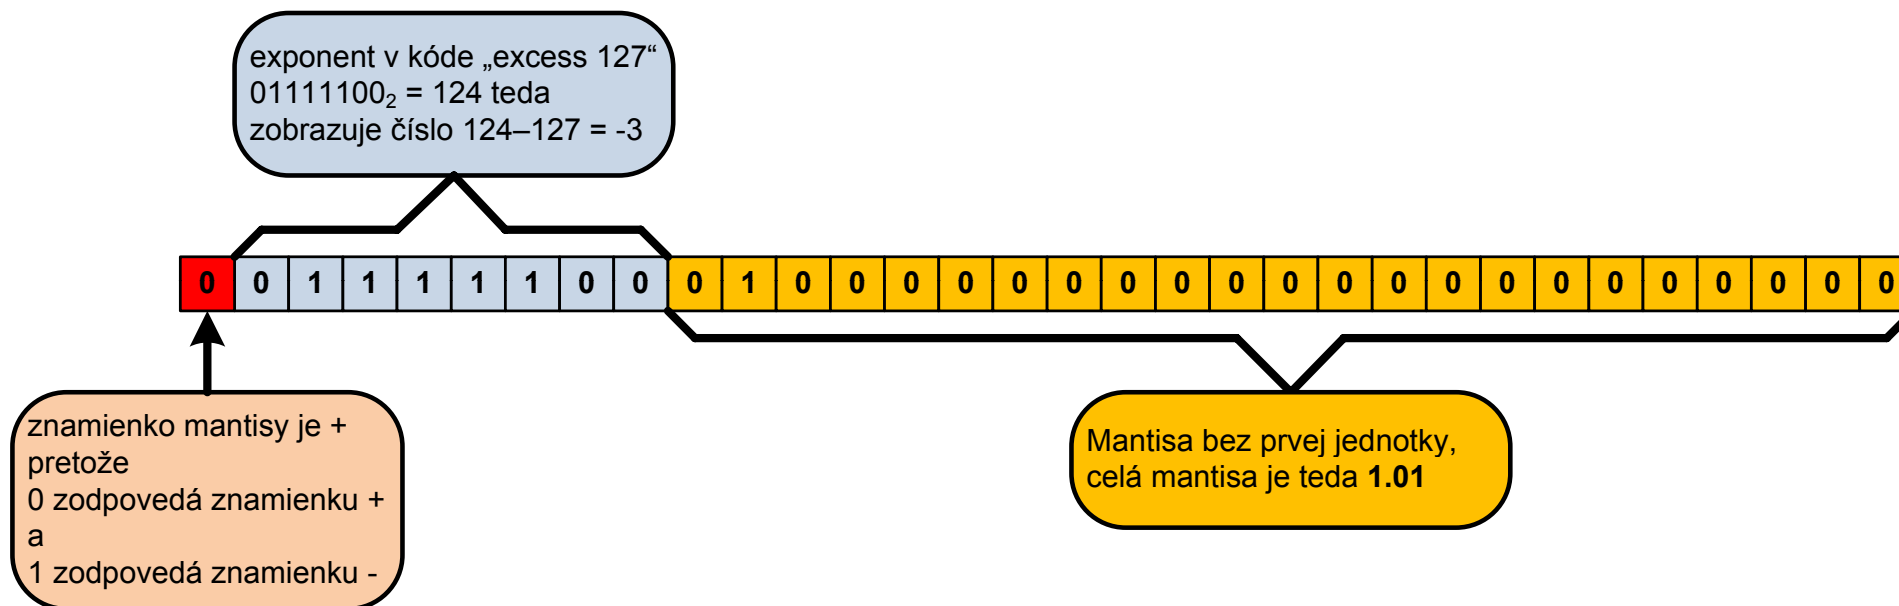 exponent v kóde „excess 127“
01111100₂ = 124 teda
zobrazuje číslo 124–127 = -3
0 0 1 1 1 1 1 0 0 0 1 0 0 0 0 0 0 0 0 0 0 0 0 0 0 0 0 0 0 0 0 0
znamienko mantisy je +
pretože
0 zodpovedá znamienku +
a
1 zodpovedá znamienku -
Mantisa bez prvej jednotky,
celá mantisa je teda 1.01